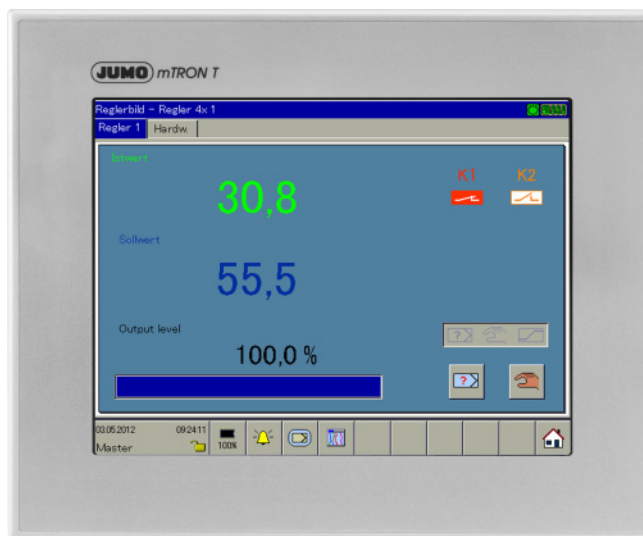 JUMO mTRON T
Reglerbild - Regler 4x 1
Regler 1 Hardw.
Istwert
K1 K2
30,8
Sollwert
55,5
Output level
100,0 %
03.05.2012 09:24:11
Master
100%